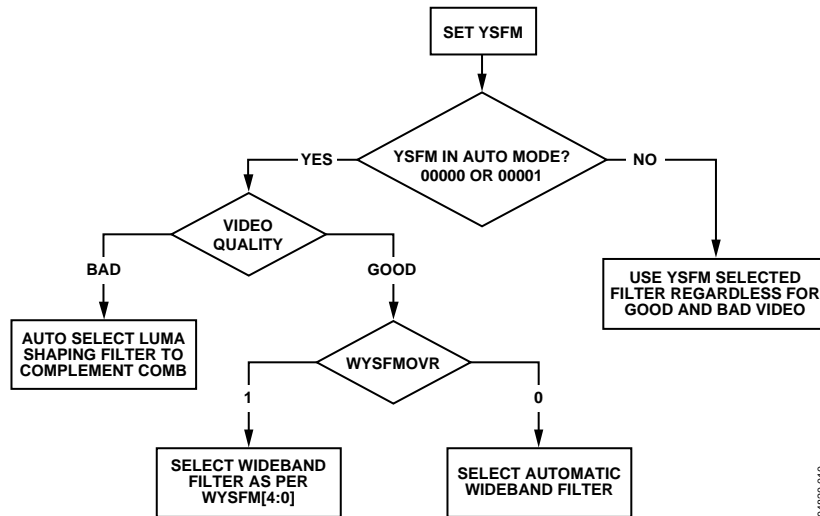 SET YSFM
YSFM IN AUTO MODE?
00000 OR 00001
YES
NO
VIDEO
QUALITY
BAD
GOOD
USE YSFM SELECTED
FILTER REGARDLESS FOR
GOOD AND BAD VIDEO
AUTO SELECT LUMA
SHAPING FILTER TO
COMPLEMENT COMB
WYSFMOVR
1
0
SELECT WIDEBAND
FILTER AS PER
WYSFM[4:0]
SELECT AUTOMATIC
WIDEBAND FILTER